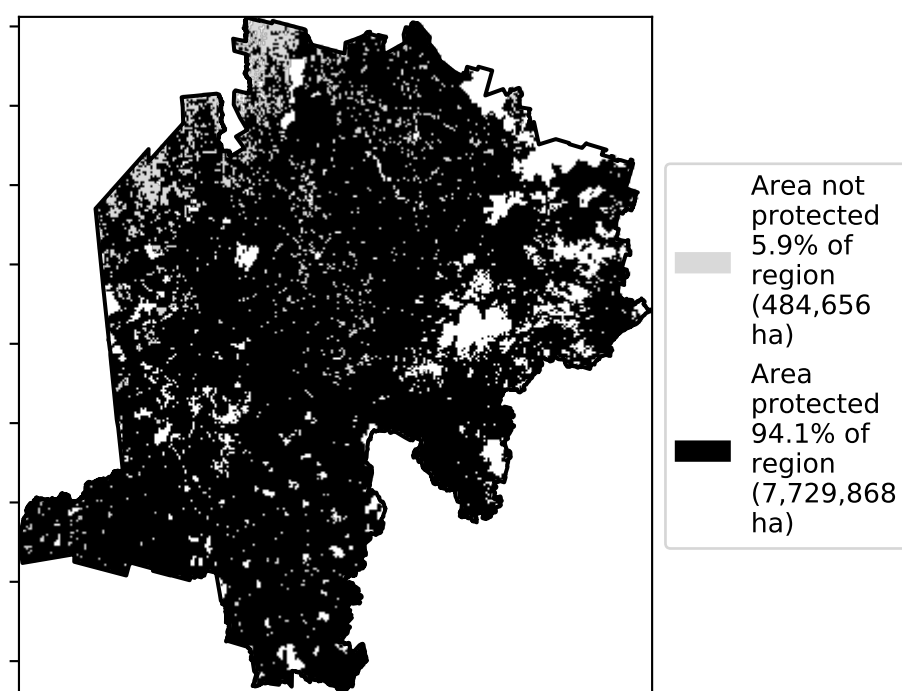 Area not
protected
5.9% of
region
(484,656
ha)
Area
protected
94.1% of
region
(7,729,868
ha)